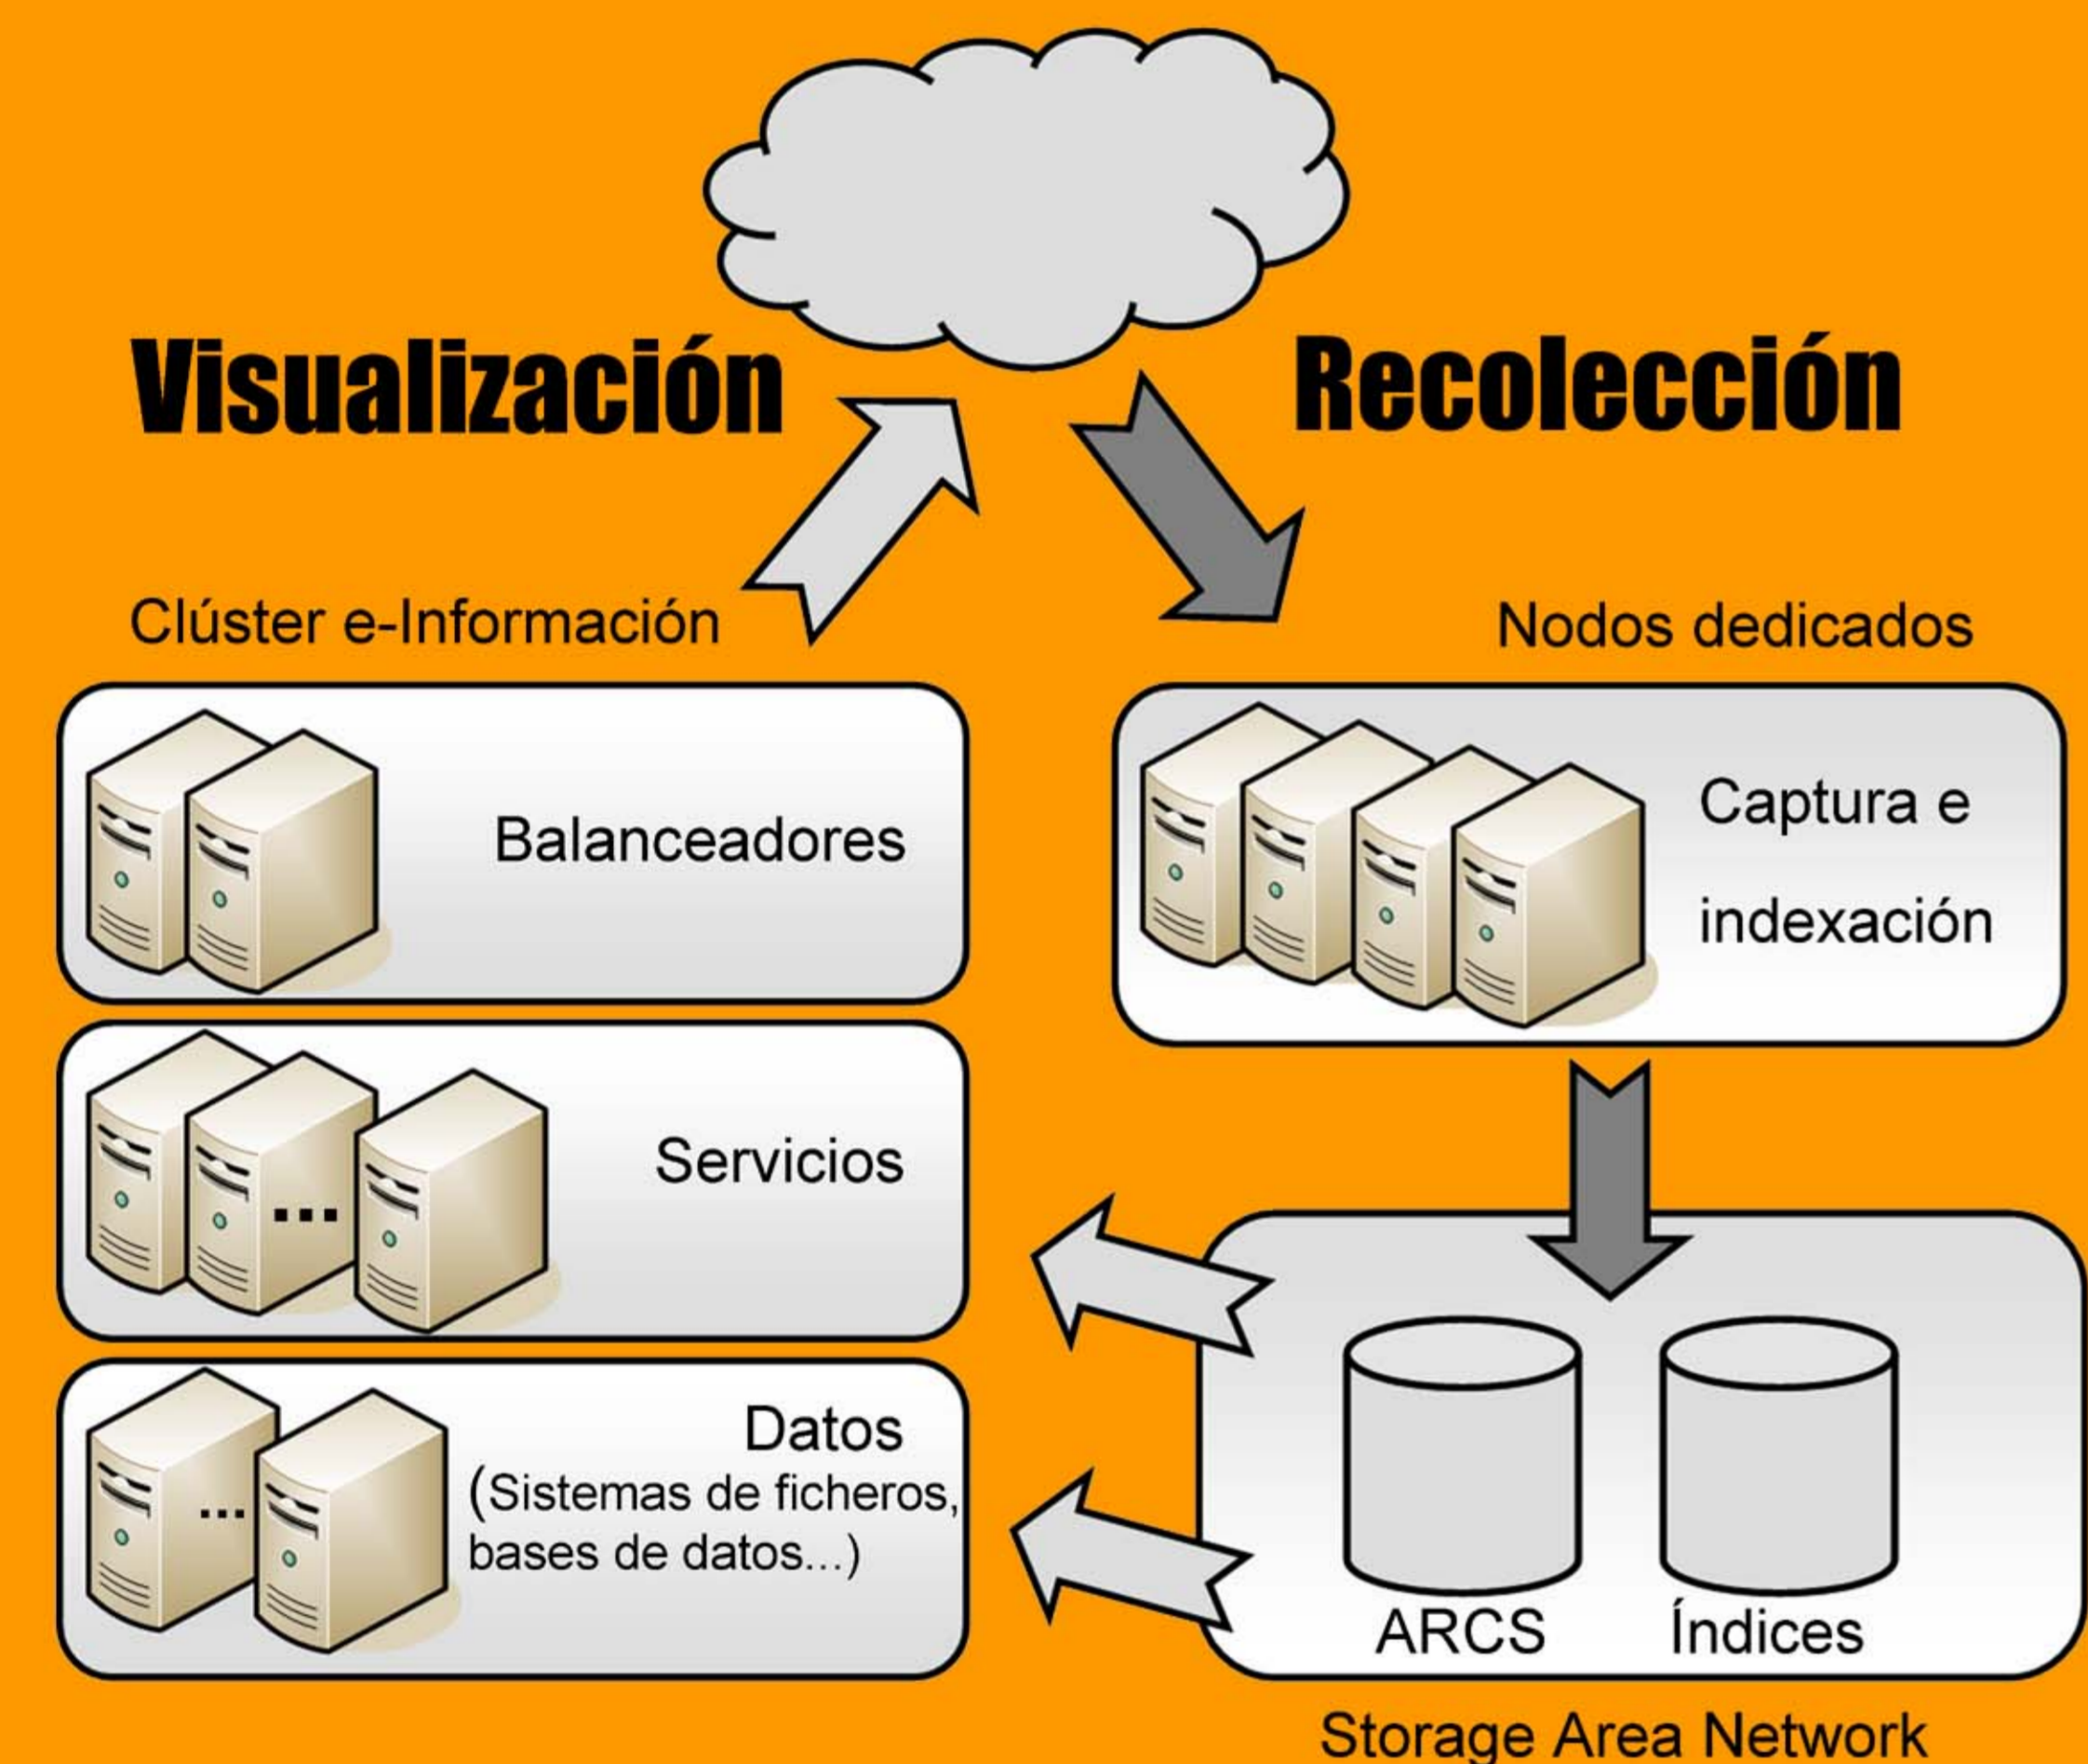 Visualización
Recolección
Clúster e-Información
Nodos dedicados
Balanceadores
Captura e
indexación
Servicios
...
Datos
(Sistemas de ficheros,
bases de datos...)
...
ARCS
Índices
Storage Area Network